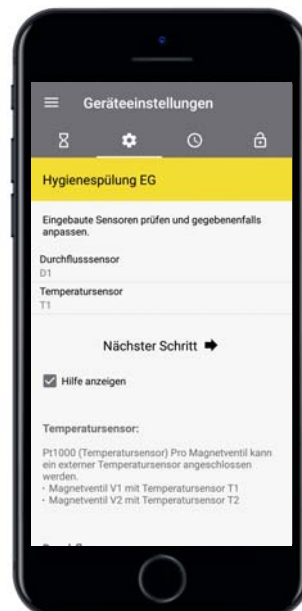 Geräteeinstellungen
Hygienespülung EG
Eingebaute Sensoren prüfen und gegebenenfalls
anpassen.
Durchflusssensor
D1
Temperatursensor
T1
Nächster Schritt
Hilfe anzeigen
Temperatursensor:
Pt1000 (Temperatursensor) Pro Magnetventil kann
ein externer Temperatursensor angeschlossen
werden.
- Magnetventil V1 mit Temperatursensor T1
- Magnetventil V2 mit Temperatursensor T2